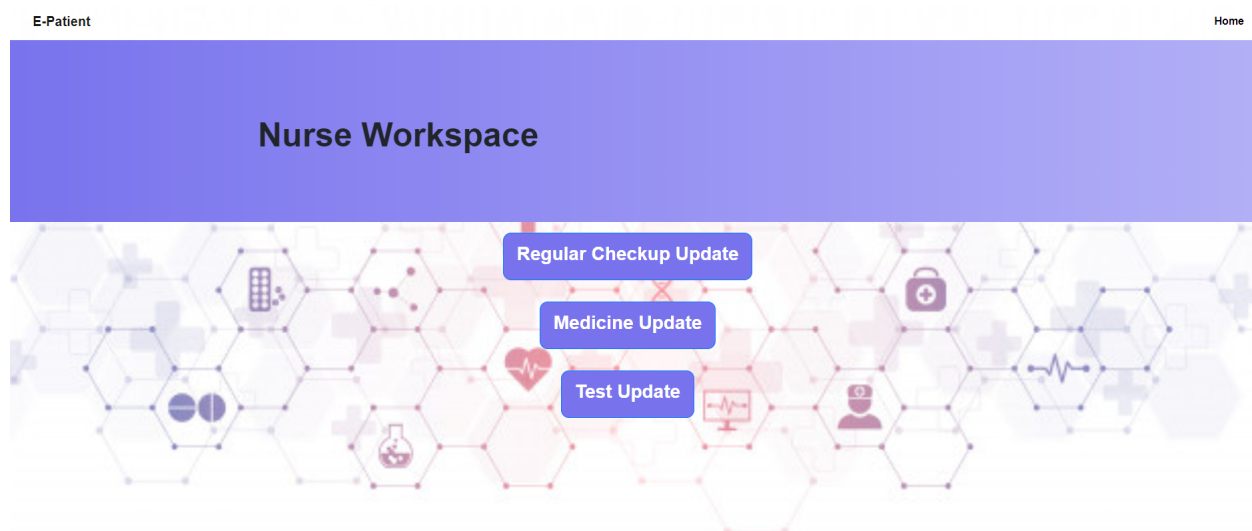 E-Patient
Home
Nurse Workspace
Regular Checkup Update
Medicine Update
Test Update